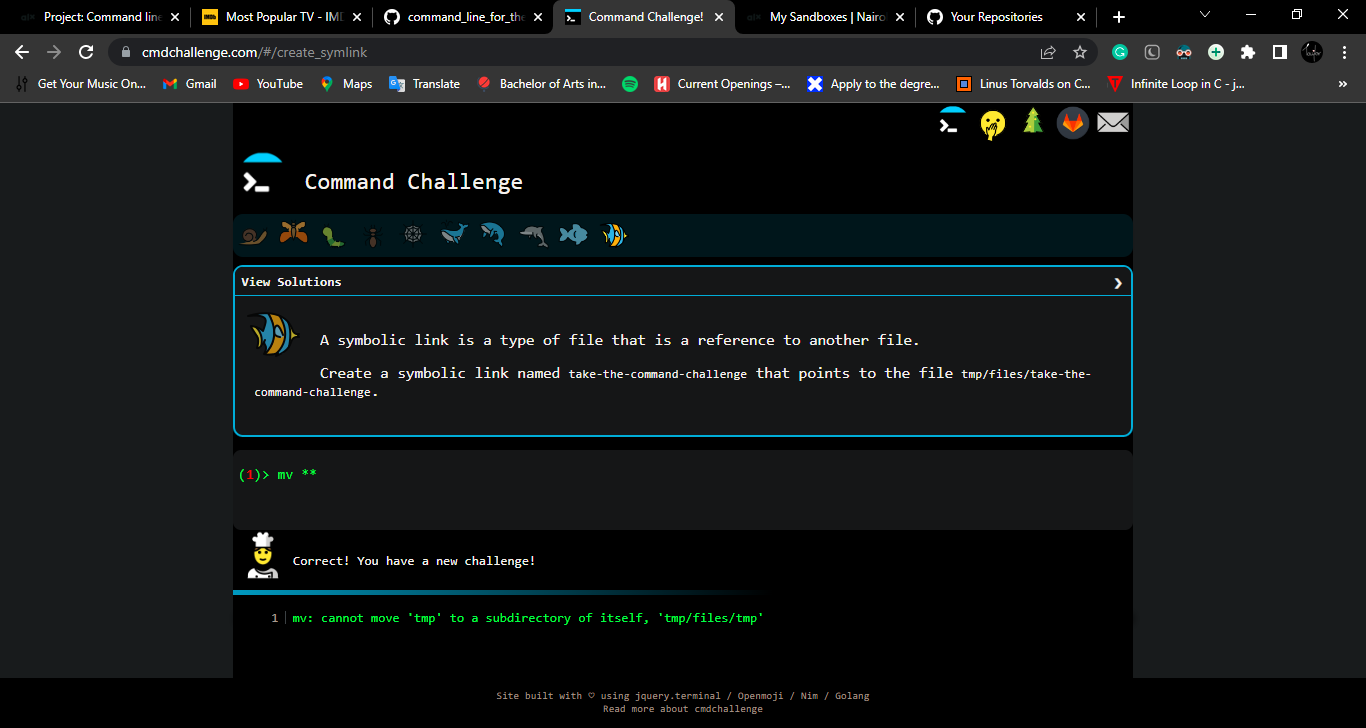 Project: Command line
IMDb Most Popular TV - IMD
command_line_for_the
Command Challenge!
My Sandboxes | Nairo
Your Repositories
cmdchallenge.com/#/create_symlink
Get Your Music On...
Gmail
YouTube
Maps
Translate
Bachelor of Arts in...
Current Openings –...
Apply to the degre...
Linus Torvalds on C...
Infinite Loop in C - j...
»
Command Challenge
View Solutions
A symbolic link is a type of file that is a reference to another file.
Create a symbolic link named take-the-command-challenge that points to the file tmp/files/take-the-
command-challenge.
(1)> mv **
Correct! You have a new challenge!
1 mv: cannot move 'tmp' to a subdirectory of itself, 'tmp/files/tmp'
Site built with ♡ using jquery.terminal / Openmoji / Nim / Golang
Read more about cmdchallenge